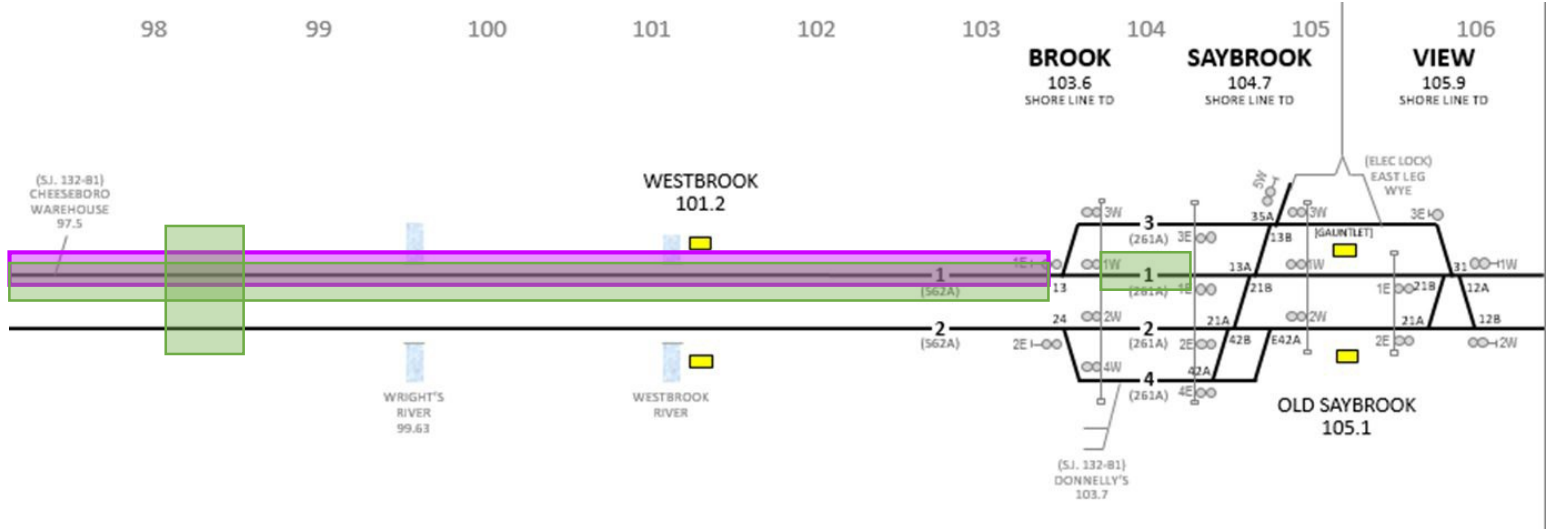 98 99 100 101 102 103 104 105 106
BROOK
103.6
SHORE LINE TD
SAYBROOK
104.7
SHORE LINE TD
VIEW
105.9
SHORE LINE TD
(S.I. 132-B1)
CHEESEBORO
WAREHOUSE
97.5
WESTBROOK
101.2
(ELEC LOCK)
EAST LEG
WYE
5W
3W
3
(261A)
3E
35A
3W
13B
[GAUNTLET]
3E
1E
1W
1
(562A)
13
1
(261A)
1E
13A
1W
21B
1E
21B
31
1W
12A
24
2W
2
(562A)
2E
2
(261A)
2E
21A
42B
2W
E42A
21A
2E
12B
2W
4W
4
(261A)
42A
4E
WRIGHT'S
RIVER
99.63
WESTBROOK
RIVER
OLD SAYBROOK
105.1
(S.I. 132-B1)
DONNELLY'S
103.7